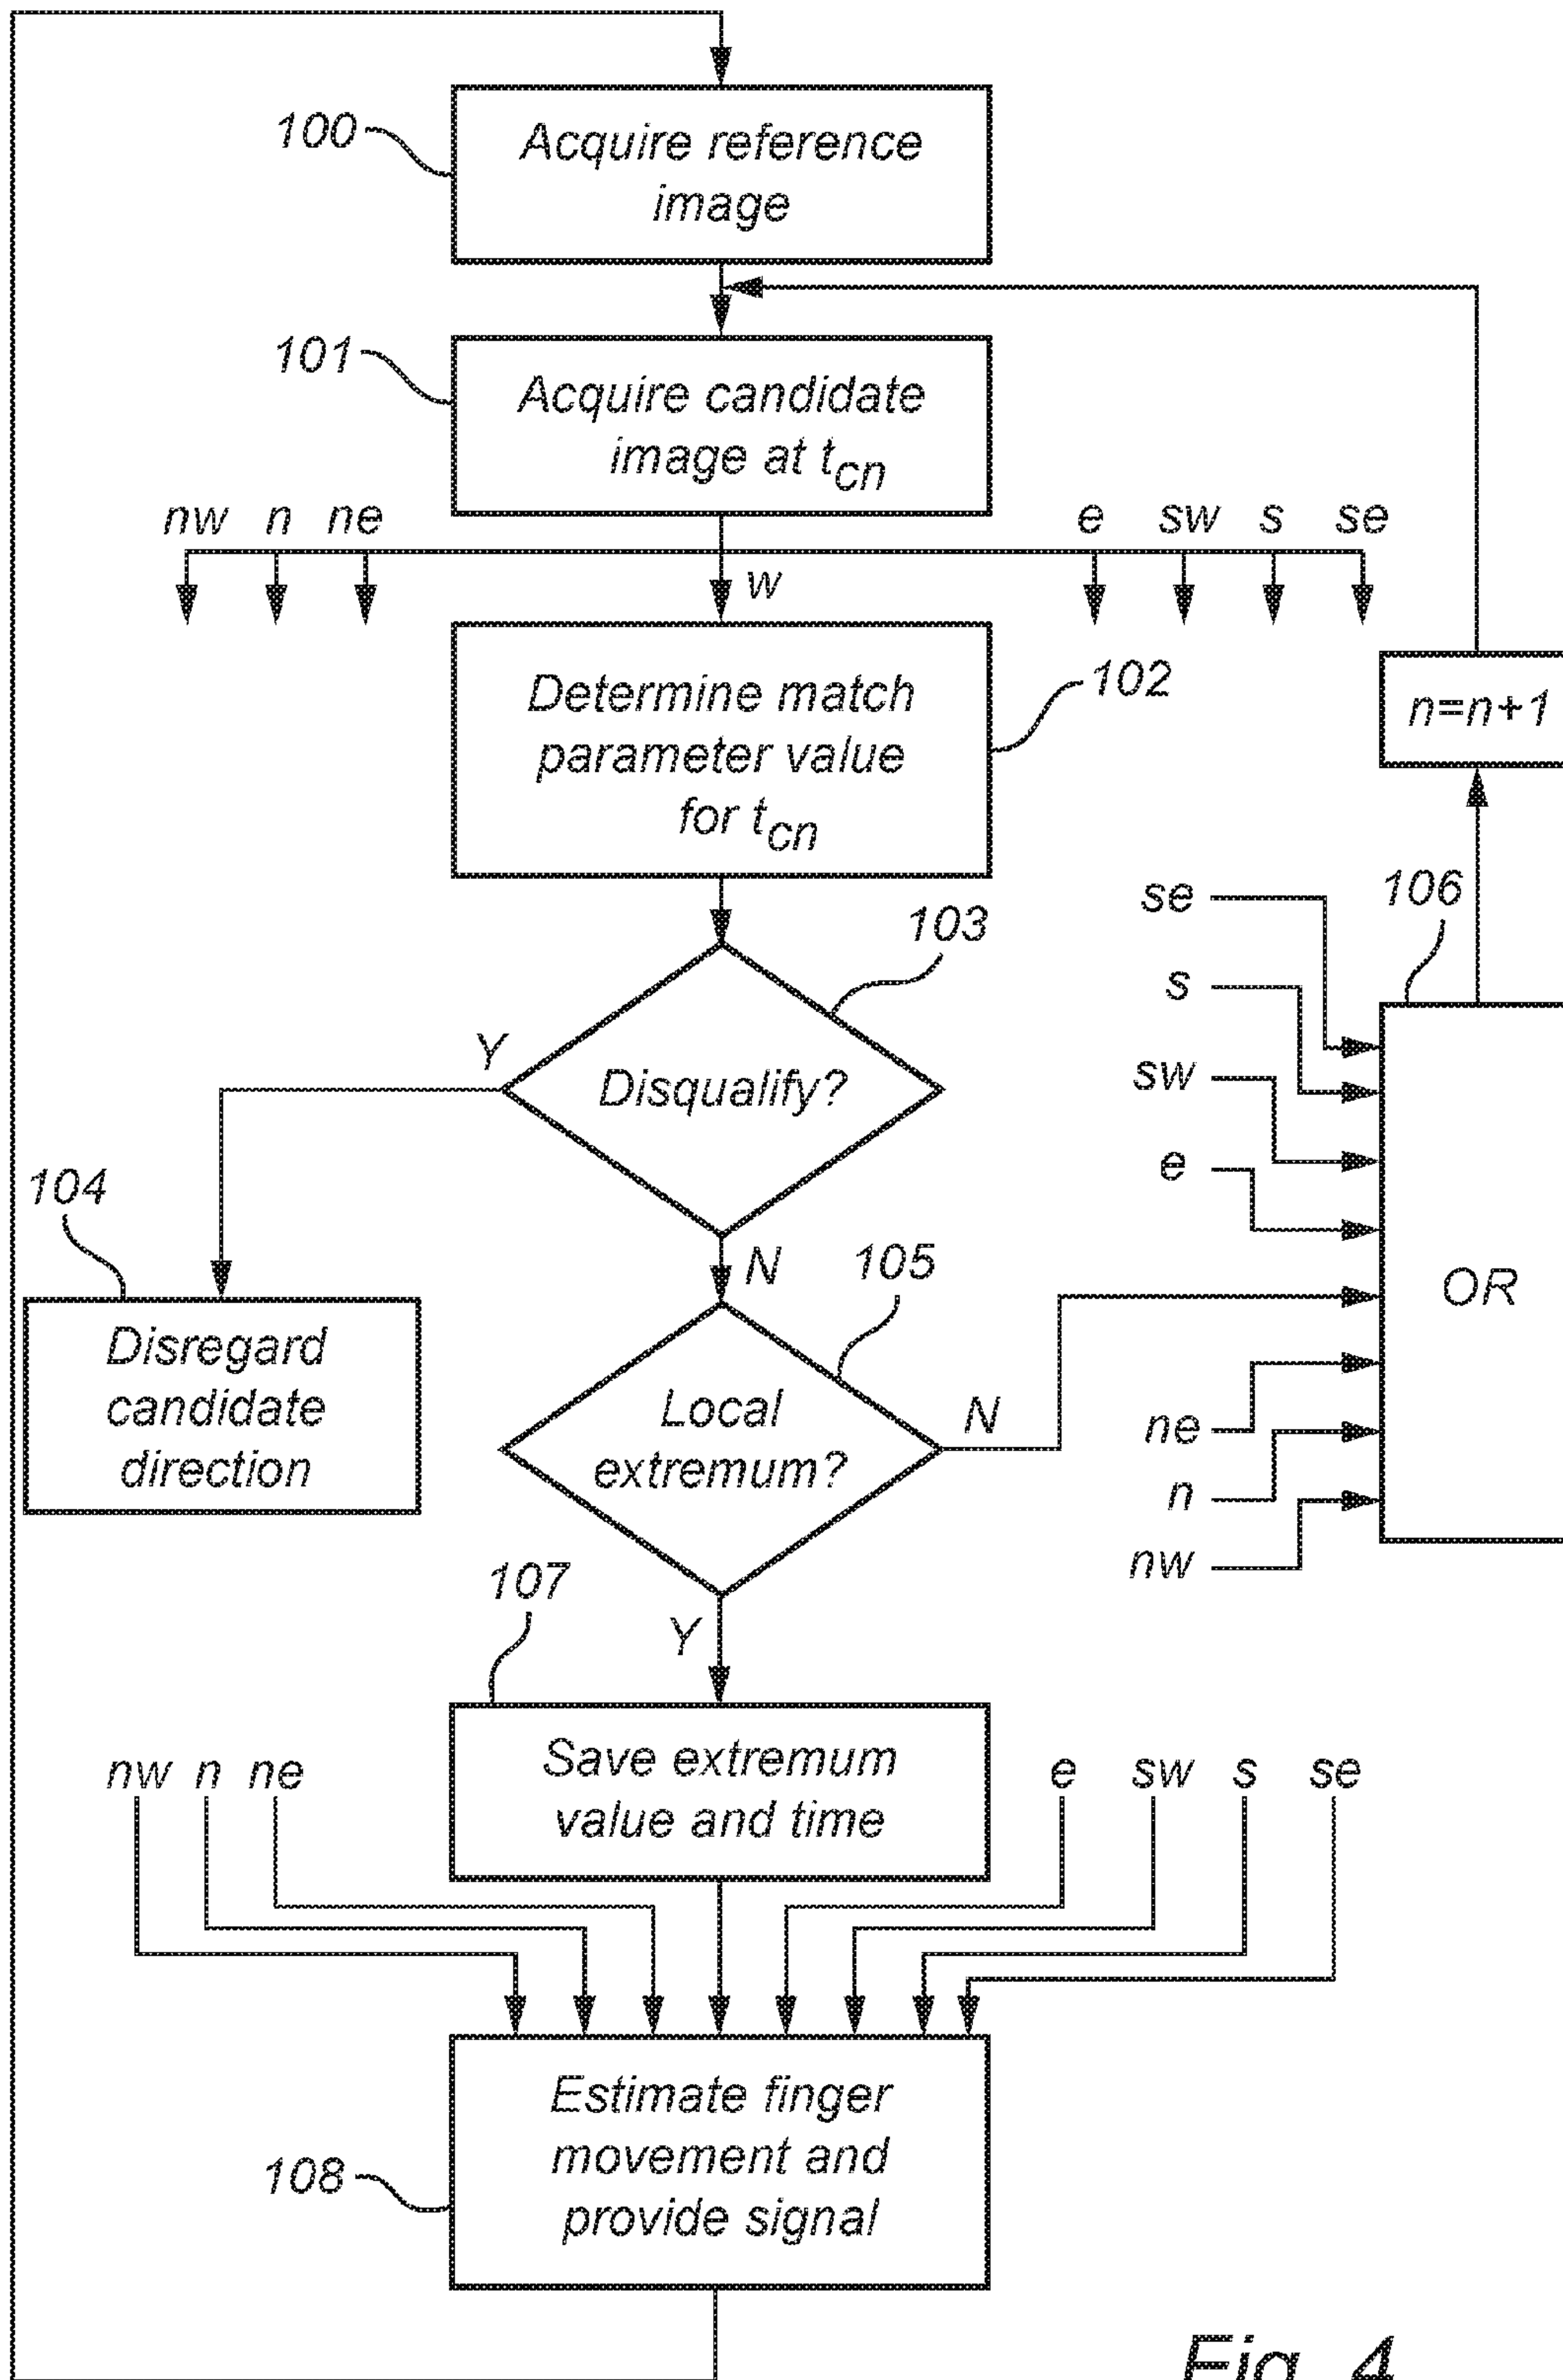 100
Acquire reference
image
101
Acquire candidate
image at tcn
nw n ne e sw s se
w
Determine match
parameter value
for tcn
102
n=n+1
103
106
se
s
sw
e
Y
Disqualify?
104
N
105
OR
Disregard
candidate
direction
Local
extremum?
N
ne
n
nw
107
Y
Save extremum
value and time
nw n ne e sw s se
Estimate finger
movement and
provide signal
108
Fig. 4